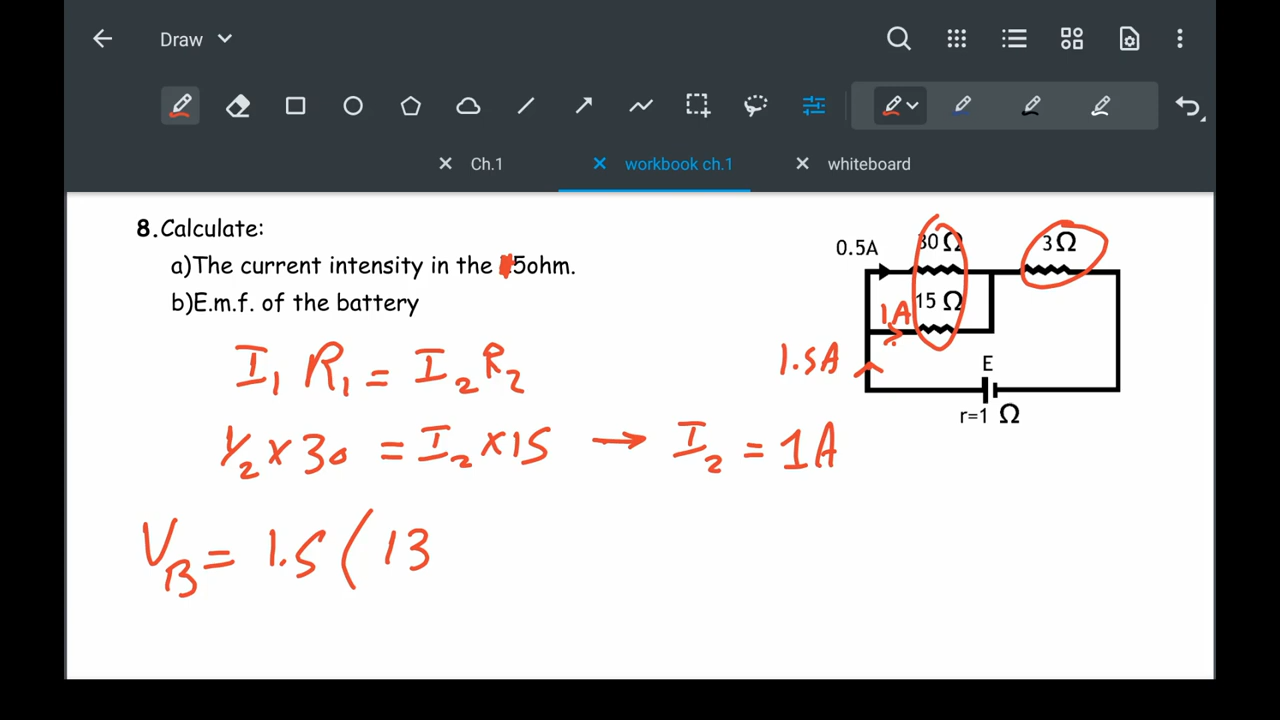 Draw
Ch.1
workbook ch.1
whiteboard
8.Calculate:
a)The current intensity in the 5ohm.
b)E.m.f. of the battery
0.5A
30 Ω
3 Ω
15 Ω
1A
1.5A
E
r=1 Ω
I₁ R₁ = I₂ R₂
1/2 × 30 = I₂ × 15 → I₂ = 1A
V_B = 1.5 ( 13